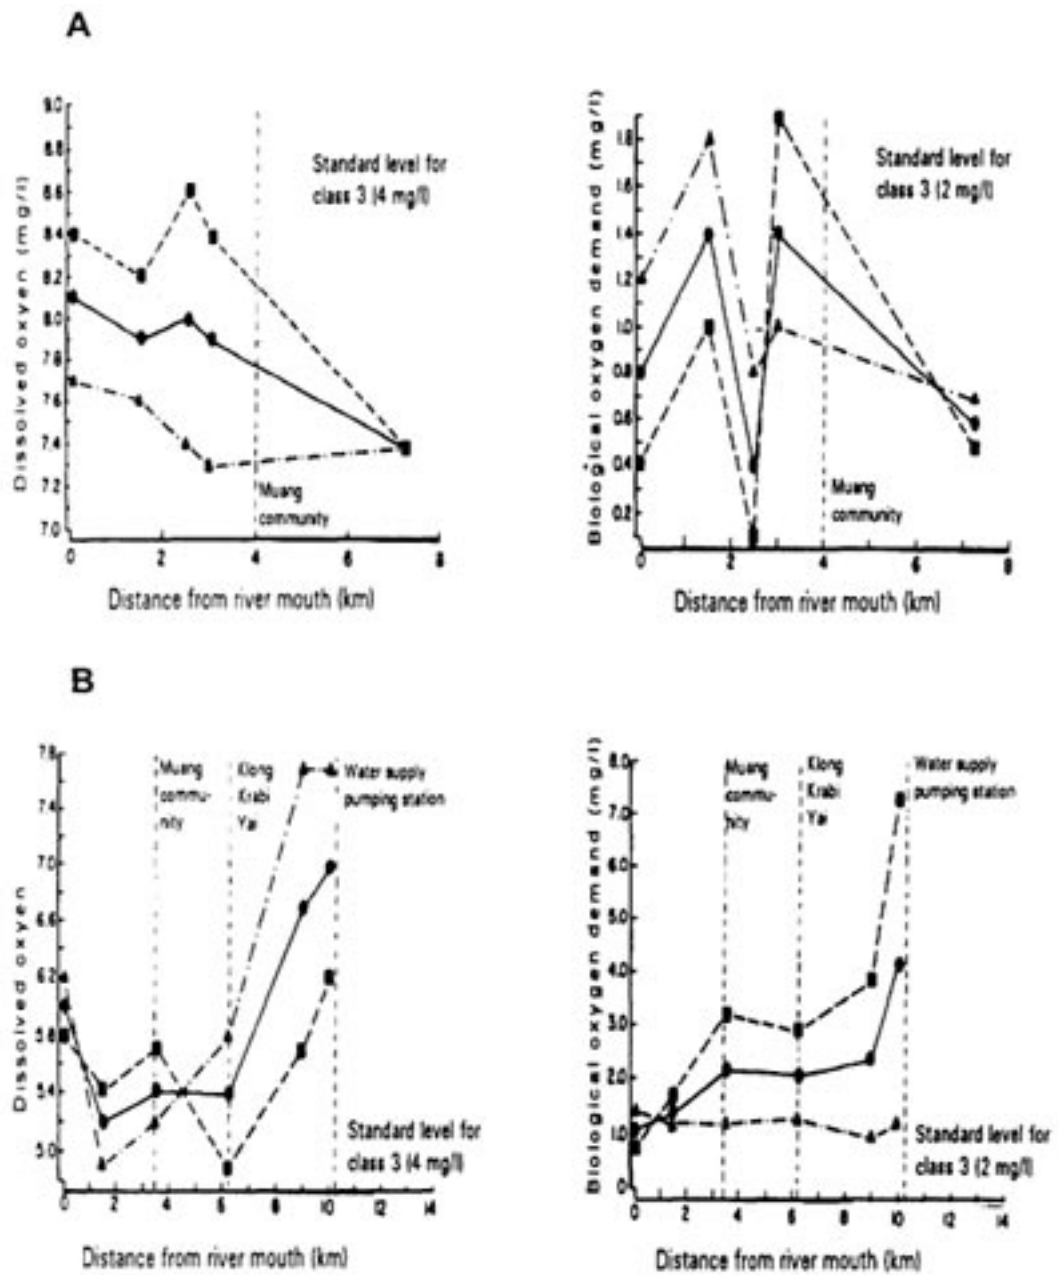 A
Dissolved oxyen (mg/l)
9.0
8.8
8.6
8.4
8.2
8.0
7.8
7.6
7.4
7.2
7.0
Standard level for
class 3 (4 mg/l)
Muang
community
0 2 4 6 8
Distance from river mouth (km)
Biological oxygen demand (mg/l)
1.8
1.6
1.4
1.2
1.0
0.8
0.6
0.4
0.2
Standard level for
class 3 (2 mg/l)
Muang
community
0 2 4 6 8
Distance from river mouth (km)
B
Dissolved oxyen
7.8
7.4
7.0
6.6
6.2
5.8
5.4
5.0
Muang
commu-
nity
Klong
Krabi
Yai
Water supply
pumping station
Standard level for
class 3 (4 mg/l)
0 2 4 6 8 10 12 14
Distance from river mouth (km)
Biological oxygen demand (mg/l)
8.0
7.0
6.0
5.0
4.0
3.0
2.0
1.0
0
Muang
commu-
nity
Klong
Krabi
Yai
Water supply
pumping station
Standard level for
class 3 (2 mg/l)
0 2 4 6 8 10 12 14
Distance from river mouth (km)